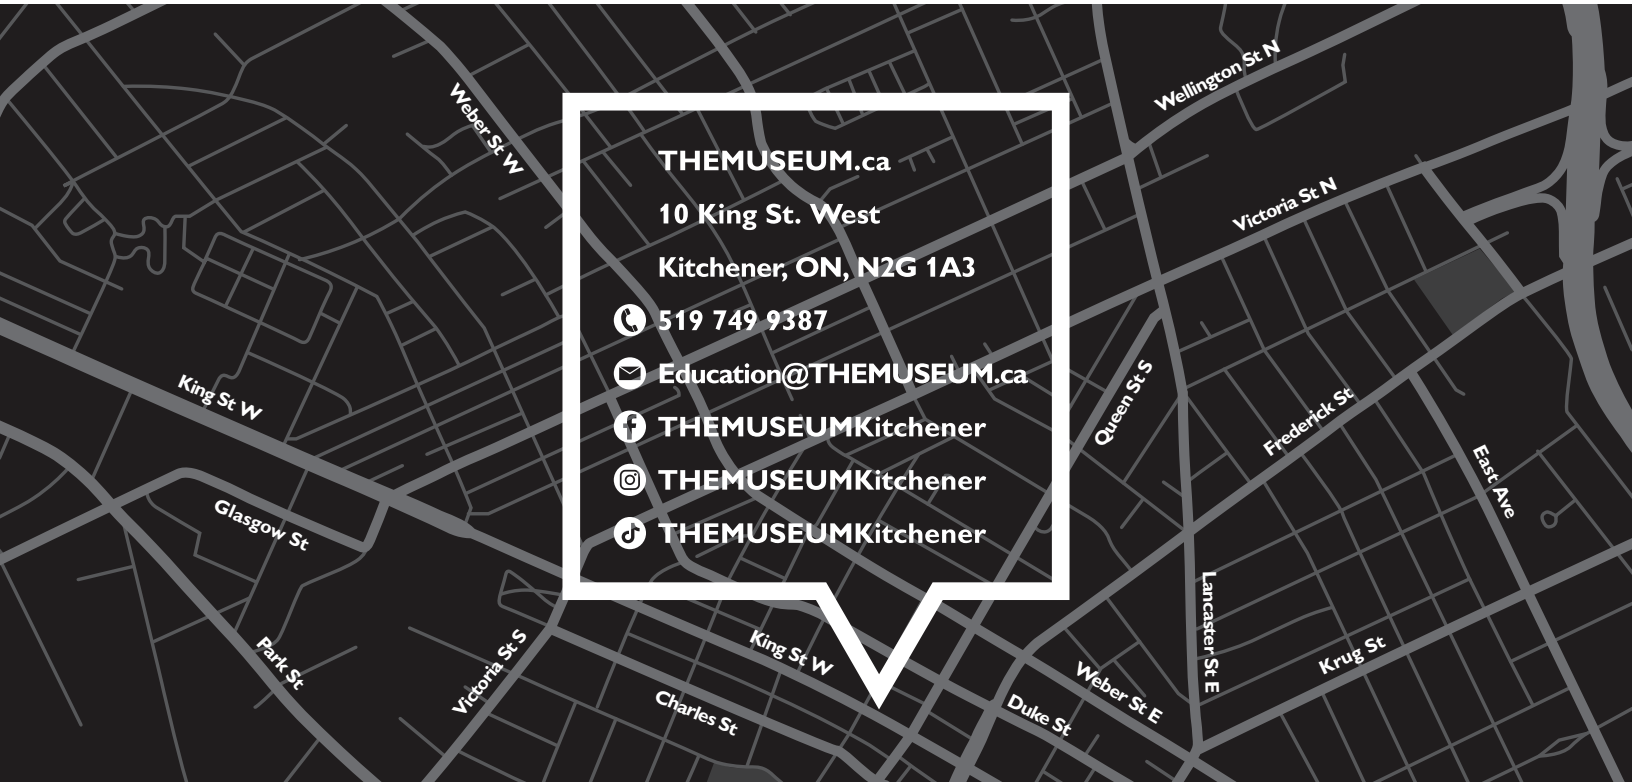 THEMUSEUM.ca
10 King St. West
Kitchener, ON, N2G 1A3
519 749 9387
Education@THEMUSEUM.ca
THEMUSEUMKitchener
THEMUSEUMKitchener
THEMUSEUMKitchener
Weber St W
Wellington St N
Victoria St N
King St W
Queen St S
Frederick St
East Ave
Glasgow St
Lancaster St E
Park St
Victoria St S
King St W
Krug St
Weber St E
Charles St
Duke St